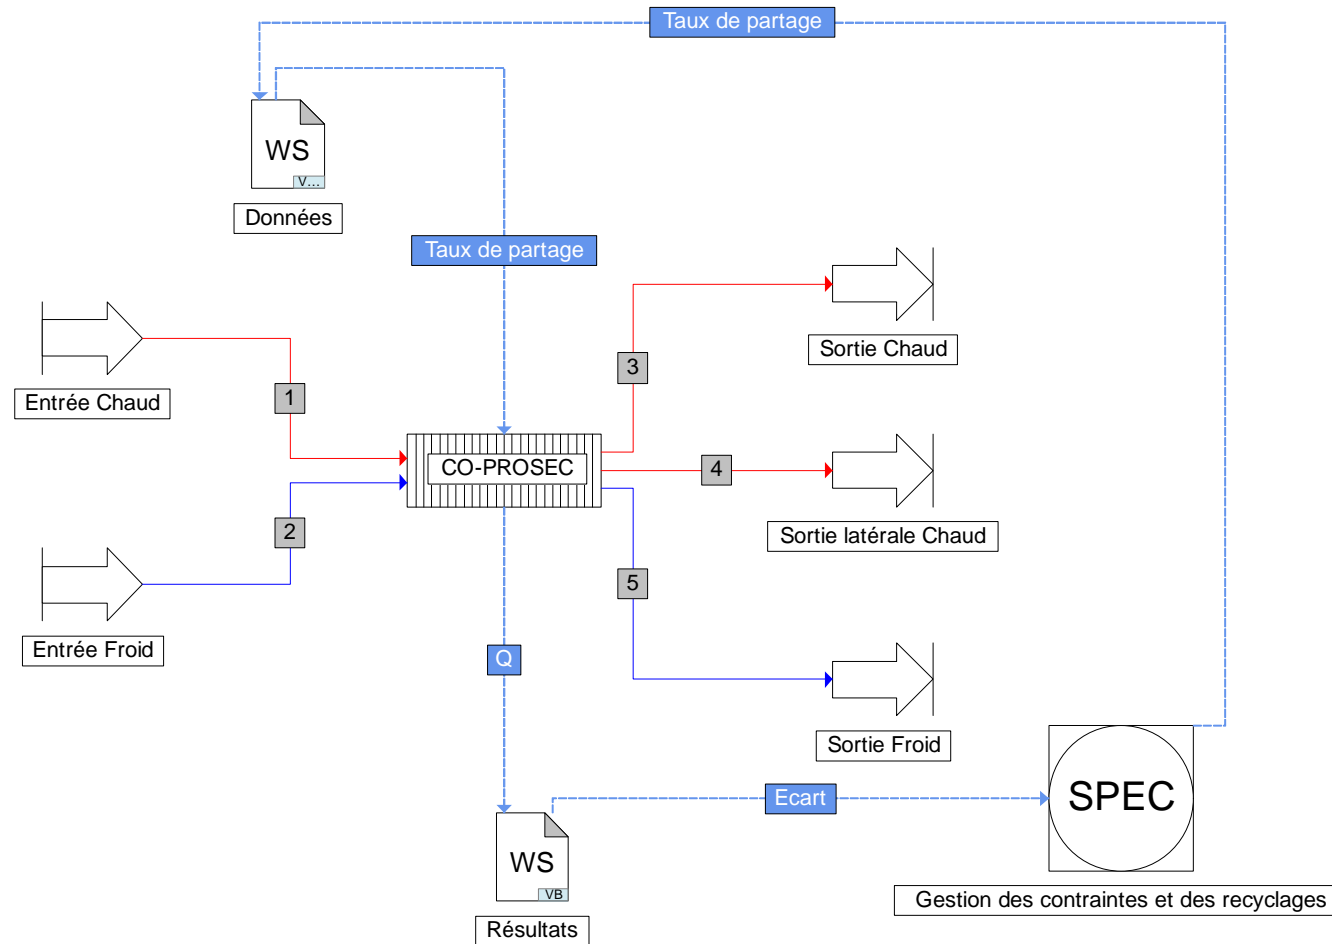 Taux de partage
WS
V...
Données
Taux de partage
Entrée Chaud
1
3
Sortie Chaud
CO-PROSEC
4
Sortie latérale Chaud
2
5
Entrée Froid
Q
Sortie Froid
Ecart
SPEC
WS
VB
Gestion des contraintes et des recyclages
Résultats